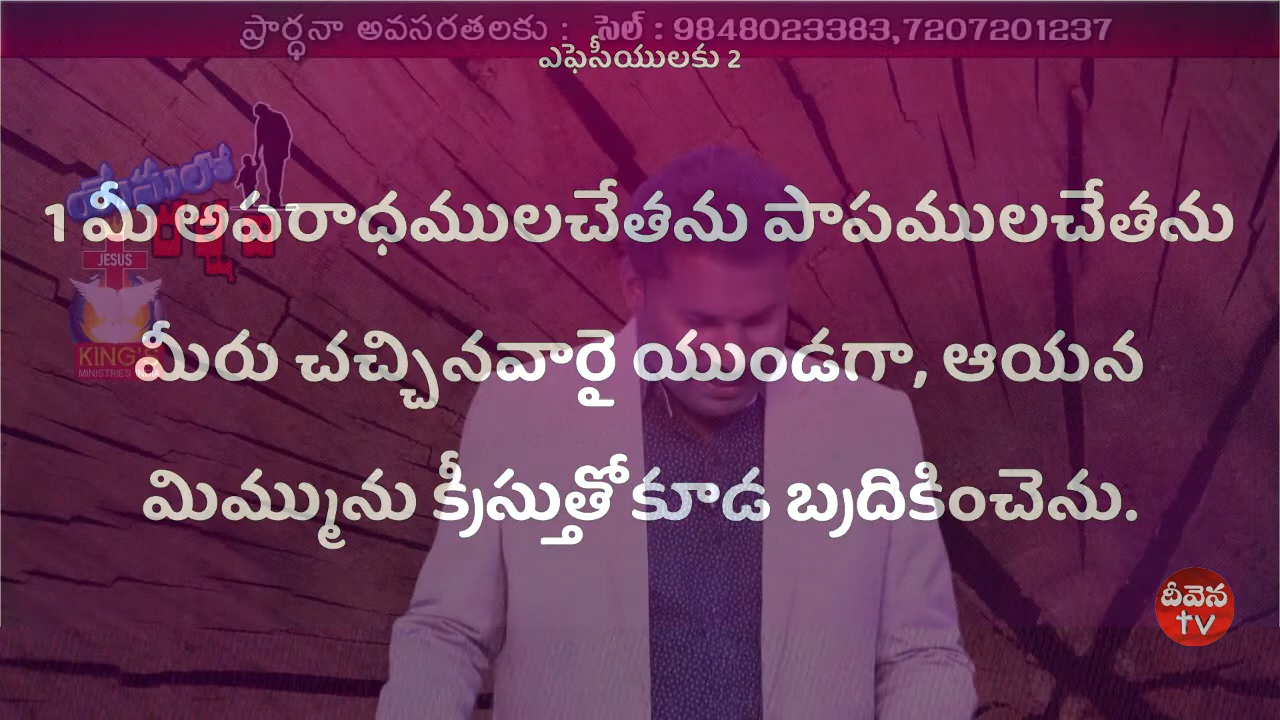 ప్రార్థనా అవసరతలకు : సెల్ : 9848023383,7207201237
ఎఫెసీయులకు 2
యేసులో
1 మీ అపరాధములచేతను పాపములచేతను
JESUS
మీరు చచ్చినవారై యుండగా, ఆయన
KING'S
MINISTRIES INDIA
మిమ్మును క్రీస్తుతోకూడ బ్రదికించెను.
దీవెన
tv